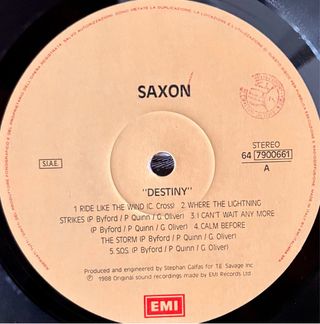 SAXON
S.I.A.E.
STEREO
64 7900661
A
"DESTINY"
1 RIDE LIKE THE WIND (C. Cross) 2. WHERE THE LIGHTNING
STRIKES (P Byford / P Quinn / G Oliver) 3. I CAN'T WAIT ANY MORE
(P Byford / P Quinn / G. Oliver) 4. CALM BEFORE
THE STORM (P Byford / P Quinn / G Oliver)
5. S.O.S. (P Byford / P Quinn / G. Oliver)
Produced and engineered by Stephan Galfas for T.E. Savage Inc
℗ 1988 Original sound recordings made by EMI Records Ltd
EMI